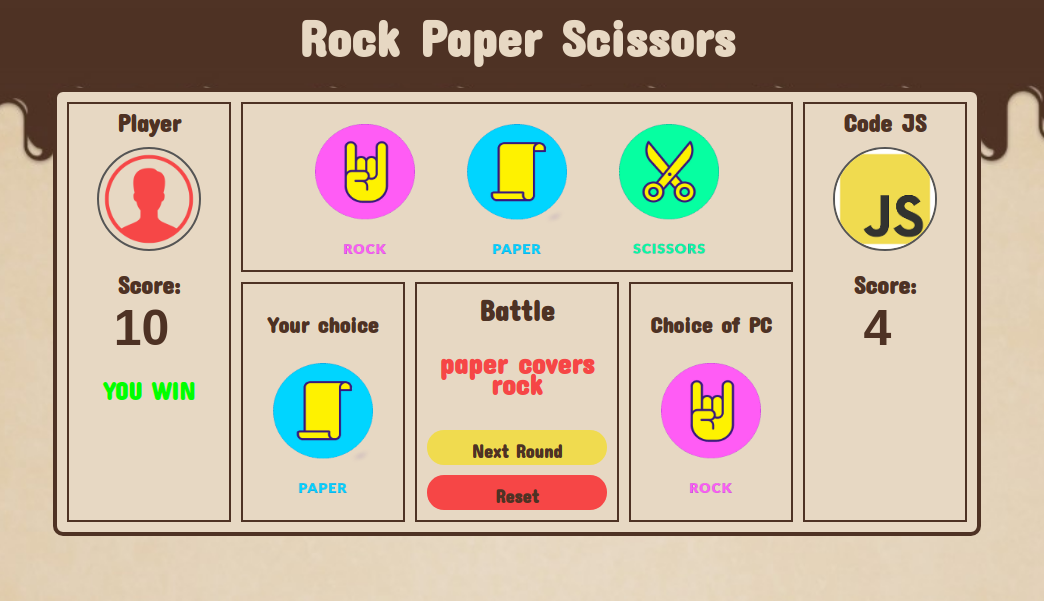 Rock Paper Scissors
Player
Score:
10
YOU WIN
ROCK
PAPER
SCISSORS
Your choice
PAPER
Battle
paper covers
rock
Next Round
Reset
Choice of PC
ROCK
Code JS
JS
Score:
4